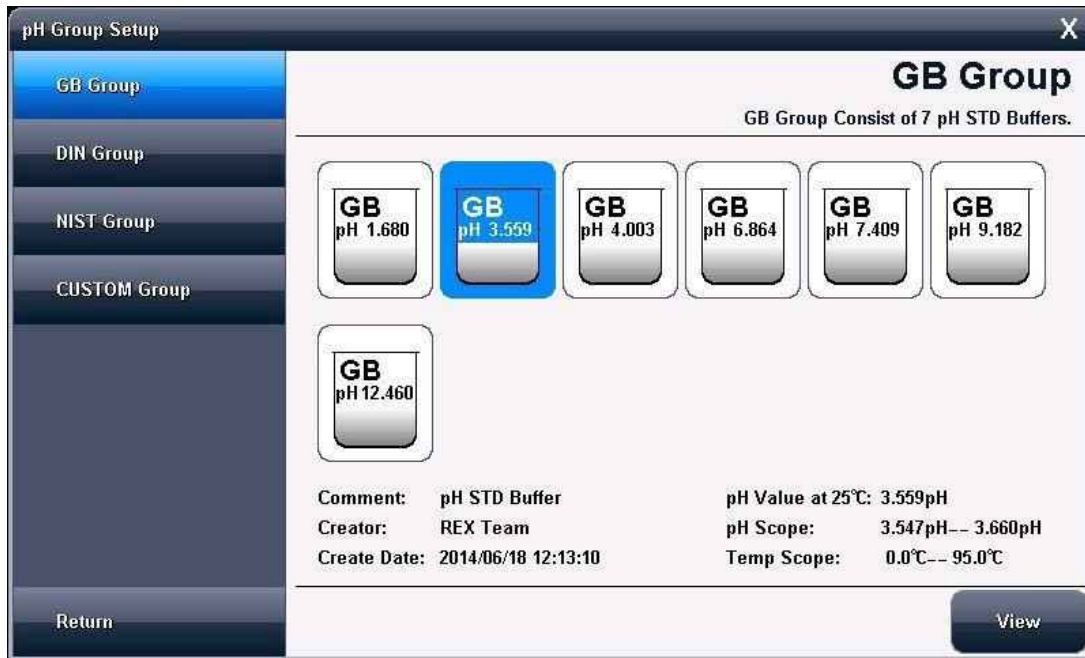 pH Group Setup
X
GB Group
DIN Group
NIST Group
CUSTOM Group
Return
GB Group
GB Group Consist of 7 pH STD Buffers.
GB
pH 1.680
GB
pH 3.559
GB
pH 4.003
GB
pH 6.864
GB
pH 7.409
GB
pH 9.182
GB
pH 12.460
Comment: pH STD Buffer
Creator: REX Team
Create Date: 2014/06/18 12:13:10
pH Value at 25℃: 3.559pH
pH Scope: 3.547pH-- 3.660pH
Temp Scope: 0.0℃-- 95.0℃
View